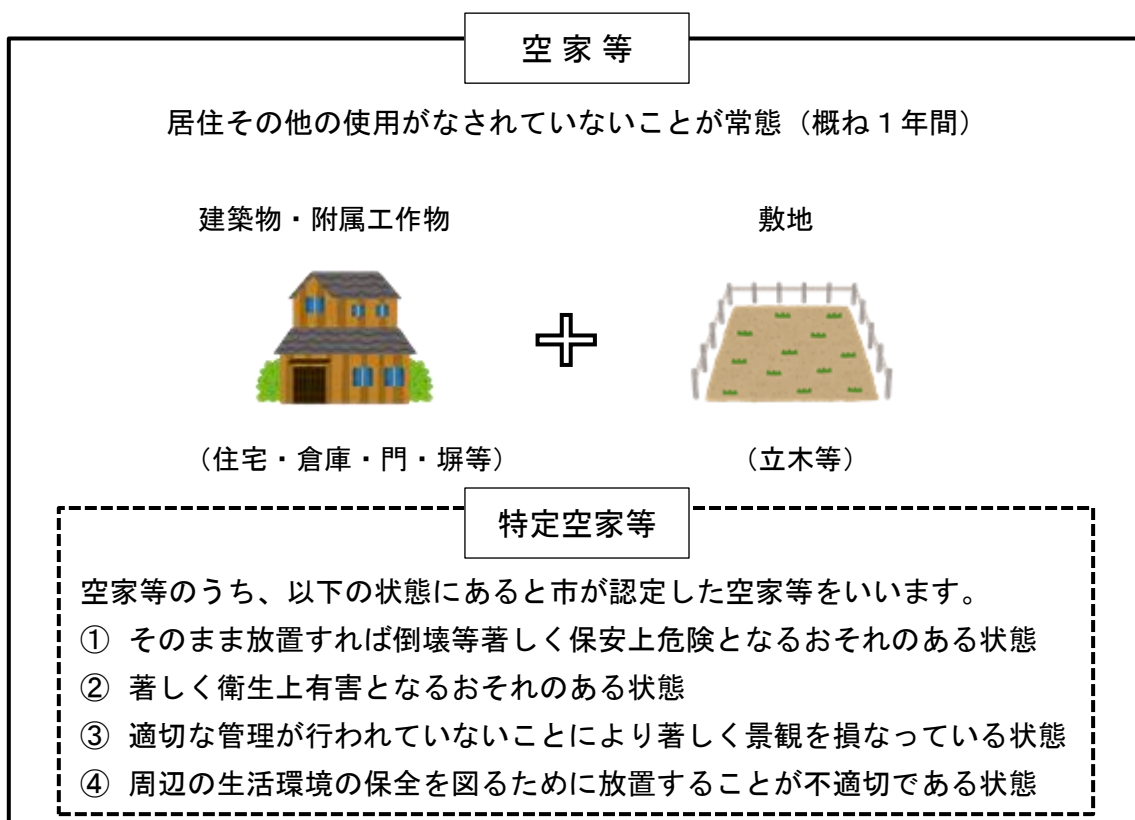 空家等
居住その他の使用がなされていないことが常態（概ね１年間）
建築物・附属工作物
敷地
（住宅・倉庫・門・塀等）
（立木等）
特定空家等
空家等のうち、以下の状態にあると市が認定した空家等をいいます。
① そのまま放置すれば倒壊等著しく保安上危険となるおそれのある状態
② 著しく衛生上有害となるおそれのある状態
③ 適切な管理が行われていないことにより著しく景観を損なっている状態
④ 周辺の生活環境の保全を図るために放置することが不適切である状態